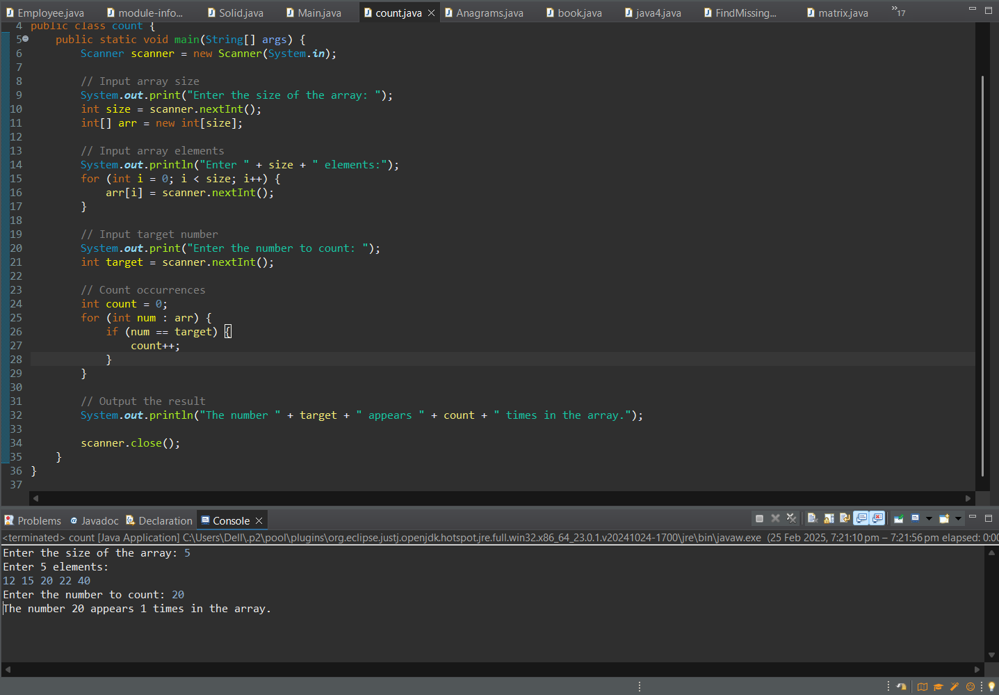 Employee.java module-info... Solid.java Main.java count.java Anagrams.java book.java java4.java FindMissing... matrix.java »17
4 public class count {
5 public static void main(String[] args) {
6 Scanner scanner = new Scanner(System.in);
7
8 // Input array size
9 System.out.print("Enter the size of the array: ");
10 int size = scanner.nextInt();
11 int[] arr = new int[size];
12
13 // Input array elements
14 System.out.println("Enter " + size + " elements:");
15 for (int i = 0; i < size; i++) {
16 arr[i] = scanner.nextInt();
17 }
18
19 // Input target number
20 System.out.print("Enter the number to count: ");
21 int target = scanner.nextInt();
22
23 // Count occurrences
24 int count = 0;
25 for (int num : arr) {
26 if (num == target) {
27 count++;
28 }
29 }
30
31 // Output the result
32 System.out.println("The number " + target + " appears " + count + " times in the array.");
33
34 scanner.close();
35 }
36 }
37
Problems @ Javadoc Declaration Console
<terminated> count [Java Application] C:\Users\Dell\.p2\pool\plugins\org.eclipse.justj.openjdk.hotspot.jre.full.win32.x86_64_23.0.1.v20241024-1700\jre\bin\javaw.exe (25 Feb 2025, 7:21:10 pm – 7:21:56 pm elapsed: 0:00
Enter the size of the array: 5
Enter 5 elements:
12 15 20 22 40
Enter the number to count: 20
The number 20 appears 1 times in the array.